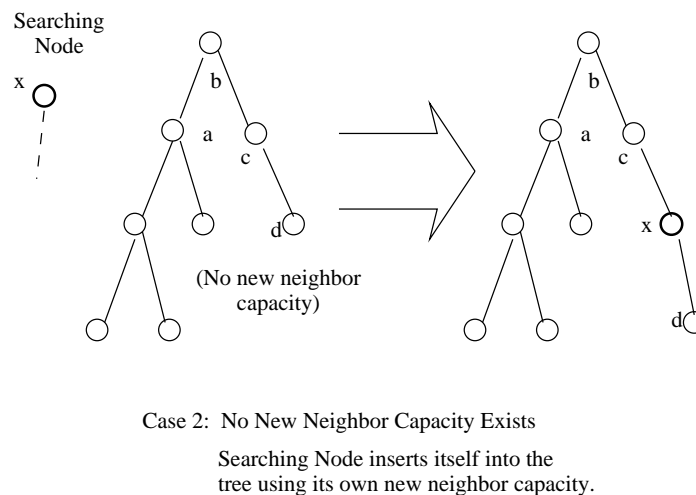 Searching
Node
x
b
a
c
d
(No new neighbor
capacity)
b
a
c
x
d
Case 2:  No New Neighbor Capacity Exists
Searching Node inserts itself into the
tree using its own new neighbor capacity.